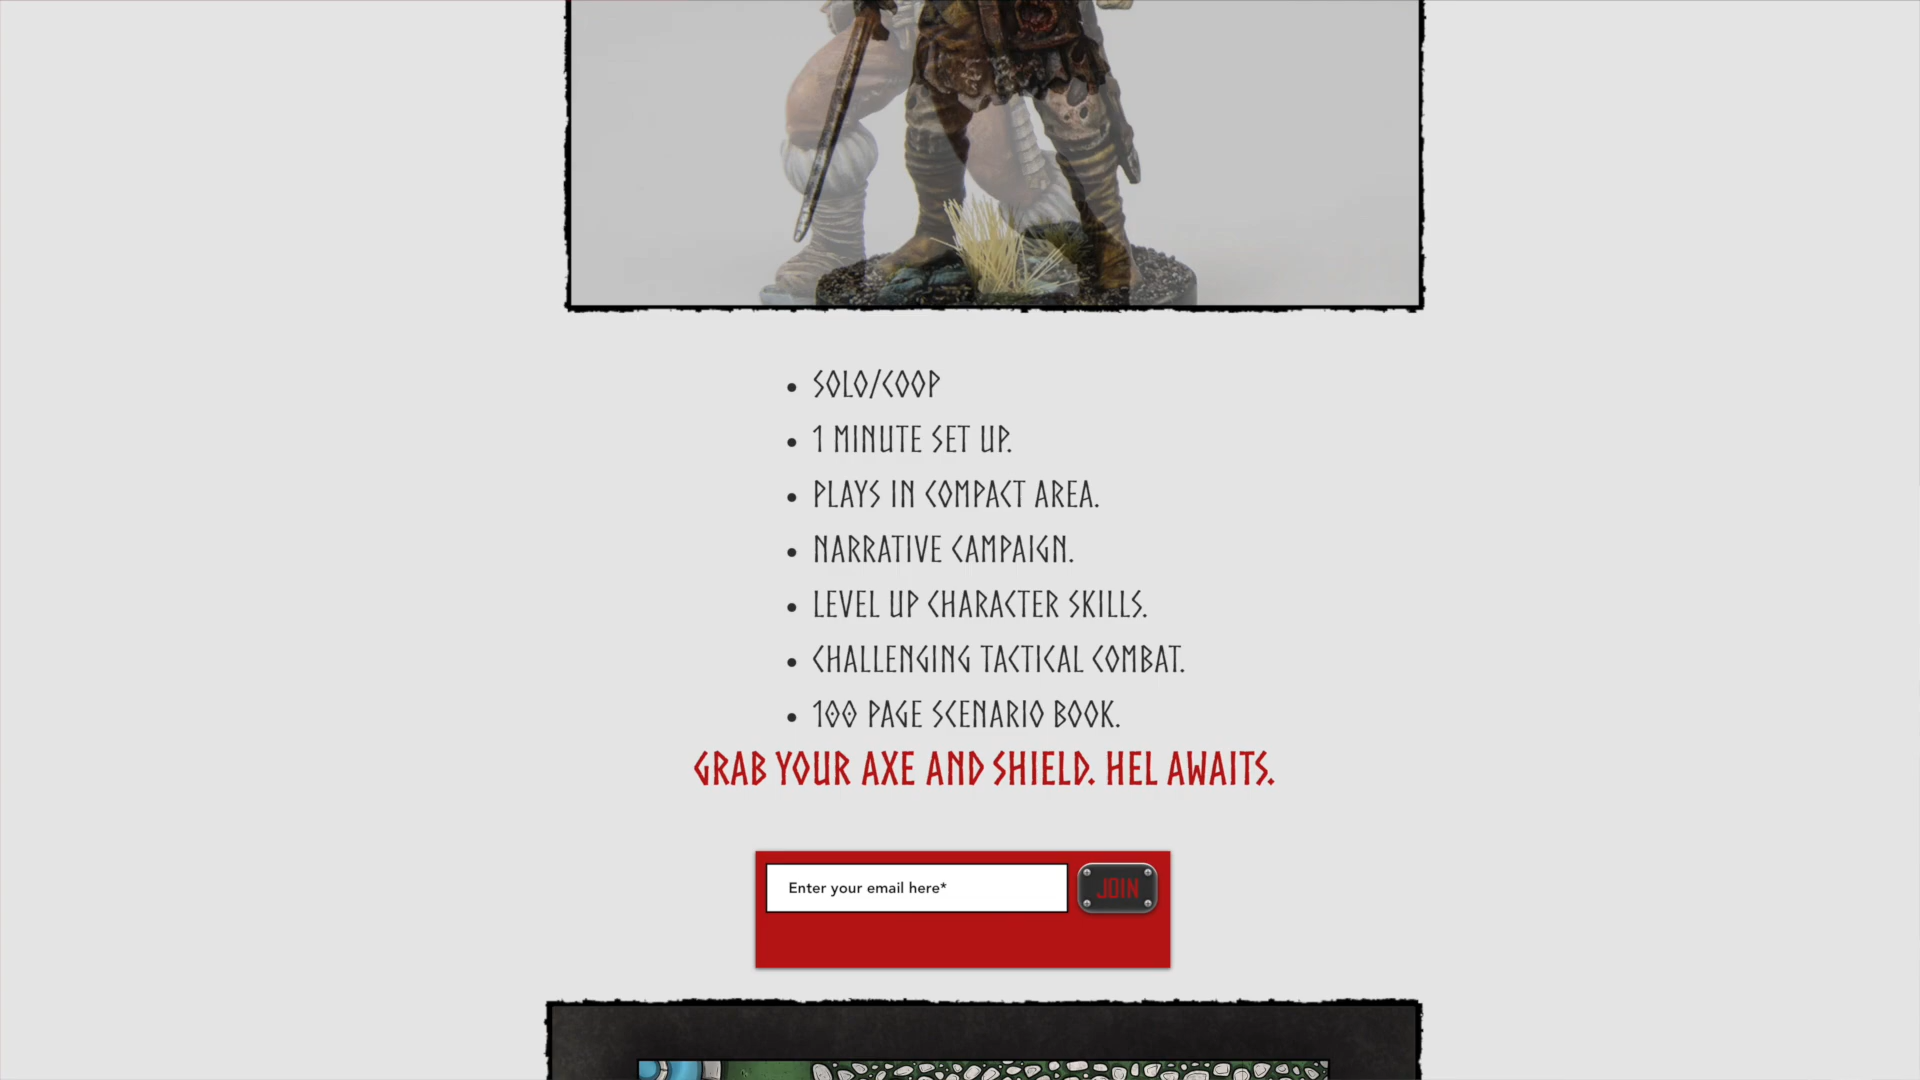 SOLO/COOP
1 MINUTE SET UP.
PLAYS IN COMPACT AREA.
NARRATIVE CAMPAIGN.
LEVEL UP CHARACTER SKILLS.
CHALLENGING TACTICAL COMBAT.
100 PAGE SCENARIO BOOK.
GRAB YOUR AXE AND SHIELD. HEL AWAITS.
Enter your email here*
JOIN